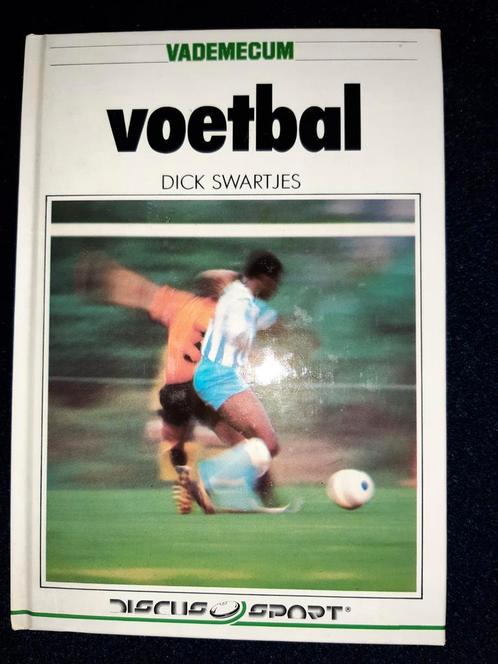 VADEMECUM
voetbal
DICK SWARTJES
DISCUS SPORT®